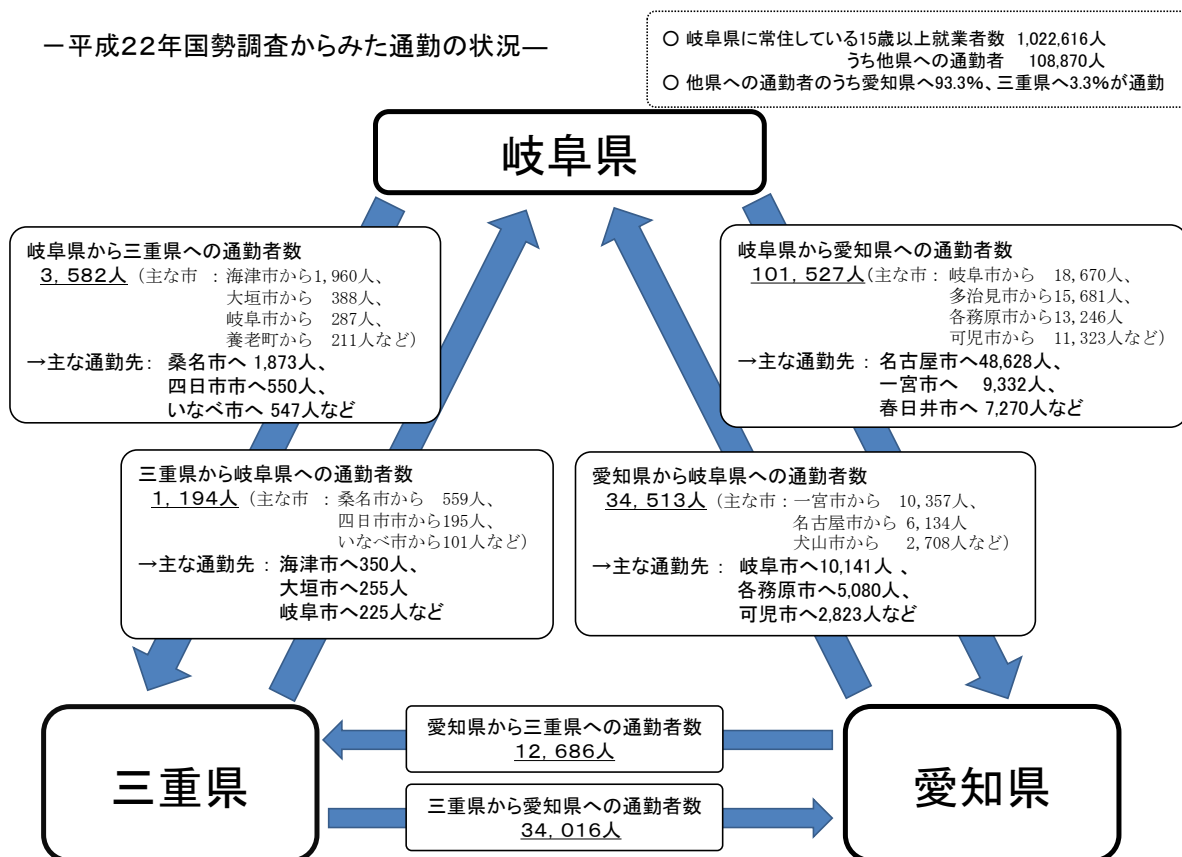 －平成22年国勢調査からみた通勤の状況―
○ 岐阜県に常住している15歳以上就業者数 1,022,616人
うち他県への通勤者 108,870人
○ 他県への通勤者のうち愛知県へ93.3%、三重県へ3.3%が通勤
岐阜県
岐阜県から三重県への通勤者数
3，582人 (主な市 ：海津市から1,960人、
大垣市から 388人、
岐阜市から 287人、
養老町から 211人など)
→主な通勤先： 桑名市へ 1,873人、
四日市市へ550人、
いなべ市へ 547人など
岐阜県から愛知県への通勤者数
101，527人(主な市： 岐阜市から 18,670人、
多治見市から15,681人、
各務原市から13,246人
可児市から 11,323人など)
→主な通勤先 ： 名古屋市へ48,628人、
一宮市へ 9,332人、
春日井市へ 7,270人など
三重県から岐阜県への通勤者数
1，194人 (主な市 ：桑名市から 559人、
四日市市から195人、
いなべ市から101人など)
→主な通勤先 ： 海津市へ350人、
大垣市へ255人
岐阜市へ225人など
愛知県から岐阜県への通勤者数
34，513人 (主な市：一宮市から 10,357人、
名古屋市から 6,134人
犬山市から 2,708人など)
→主な通勤先 ： 岐阜市へ10,141人 、
各務原市へ5,080人、
可児市へ2,823人など
三重県
愛知県から三重県への通勤者数
12，686人
三重県から愛知県への通勤者数
34，016人
愛知県